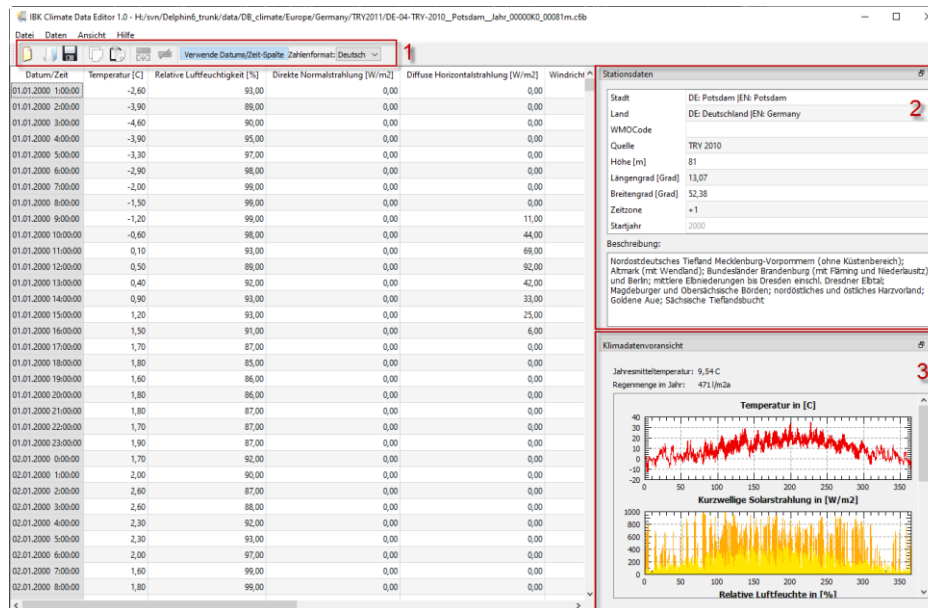 IBK Climate Data Editor 1.0 - H:/svn/Delphin6_trunk/data/DB_climate/Europe/Germany/TRY2011/DE-04-TRY-2010__Potsdam__Jahr_00000K0_00081m.c6b
Datei Daten Ansicht Hilfe
Verwende Datums/Zeit-Spalte Zahlenformat: Deutsch
1
Datum/Zeit Temperatur [C] Relative Luftfeuchtigkeit [%] Direkte Normalstrahlung [W/m2] Diffuse Horizontalstrahlung [W/m2] Windricht
01.01.2000 1:00:00 -2,60 93,00 0,00 0,00
01.01.2000 2:00:00 -3,90 89,00 0,00 0,00
01.01.2000 3:00:00 -4,60 90,00 0,00 0,00
01.01.2000 4:00:00 -3,90 95,00 0,00 0,00
01.01.2000 5:00:00 -3,30 97,00 0,00 0,00
01.01.2000 6:00:00 -2,90 98,00 0,00 0,00
01.01.2000 7:00:00 -2,00 99,00 0,00 0,00
01.01.2000 8:00:00 -1,50 99,00 0,00 0,00
01.01.2000 9:00:00 -1,20 99,00 0,00 11,00
01.01.2000 10:00:00 -0,60 98,00 0,00 44,00
01.01.2000 11:00:00 0,10 93,00 0,00 69,00
01.01.2000 12:00:00 0,50 89,00 0,00 92,00
01.01.2000 13:00:00 0,40 92,00 0,00 42,00
01.01.2000 14:00:00 0,90 93,00 0,00 33,00
01.01.2000 15:00:00 1,20 93,00 0,00 25,00
01.01.2000 16:00:00 1,50 91,00 0,00 6,00
01.01.2000 17:00:00 1,70 87,00 0,00 0,00
01.01.2000 18:00:00 1,80 85,00 0,00 0,00
01.01.2000 19:00:00 1,60 86,00 0,00 0,00
01.01.2000 20:00:00 1,80 86,00 0,00 0,00
01.01.2000 21:00:00 1,80 87,00 0,00 0,00
01.01.2000 22:00:00 1,70 87,00 0,00 0,00
01.01.2000 23:00:00 1,90 87,00 0,00 0,00
02.01.2000 0:00:00 1,70 92,00 0,00 0,00
02.01.2000 1:00:00 2,00 90,00 0,00 0,00
02.01.2000 2:00:00 2,60 87,00 0,00 0,00
02.01.2000 3:00:00 2,60 88,00 0,00 0,00
02.01.2000 4:00:00 2,30 92,00 0,00 0,00
02.01.2000 5:00:00 2,30 93,00 0,00 0,00
02.01.2000 6:00:00 2,00 97,00 0,00 0,00
02.01.2000 7:00:00 1,60 99,00 0,00 0,00
02.01.2000 8:00:00 1,80 99,00 0,00 0,00
Stationsdaten
2
Stadt DE: Potsdam |EN: Potsdam
Land DE: Deutschland |EN: Germany
WMOCode
Quelle TRY 2010
Höhe [m] 81
Längengrad [Grad] 13,07
Breitengrad [Grad] 52,38
Zeitzone +1
Startjahr 2000
Beschreibung:
Nordostdeutsches Tiefland Mecklenburg-Vorpommern (ohne Küstenbereich);
Altmark (mit Wendland); Bundesländer Brandenburg (mit Fläming und Niederlausitz)
und Berlin; mittlere Elbniederungen bis Dresden einschl. Dresdner Elbtal;
Magdeburger und Obersächsische Börden; nordöstliches und östliches Harzvorland;
Goldene Aue; Sächsische Tieflandsbucht
Klimadatenvoransicht
3
Jahresmitteltemperatur: 9,54 C
Regenmenge im Jahr: 471 l/m2a
Temperatur in [C]
40
30
20
10
0
-10
-20
0 50 100 150 200 250 300 350
Kurzwellige Solarstrahlung in [W/m2]
1000
800
600
400
200
0
0 50 100 150 200 250 300 350
Relative Luftfeuchte in [%]